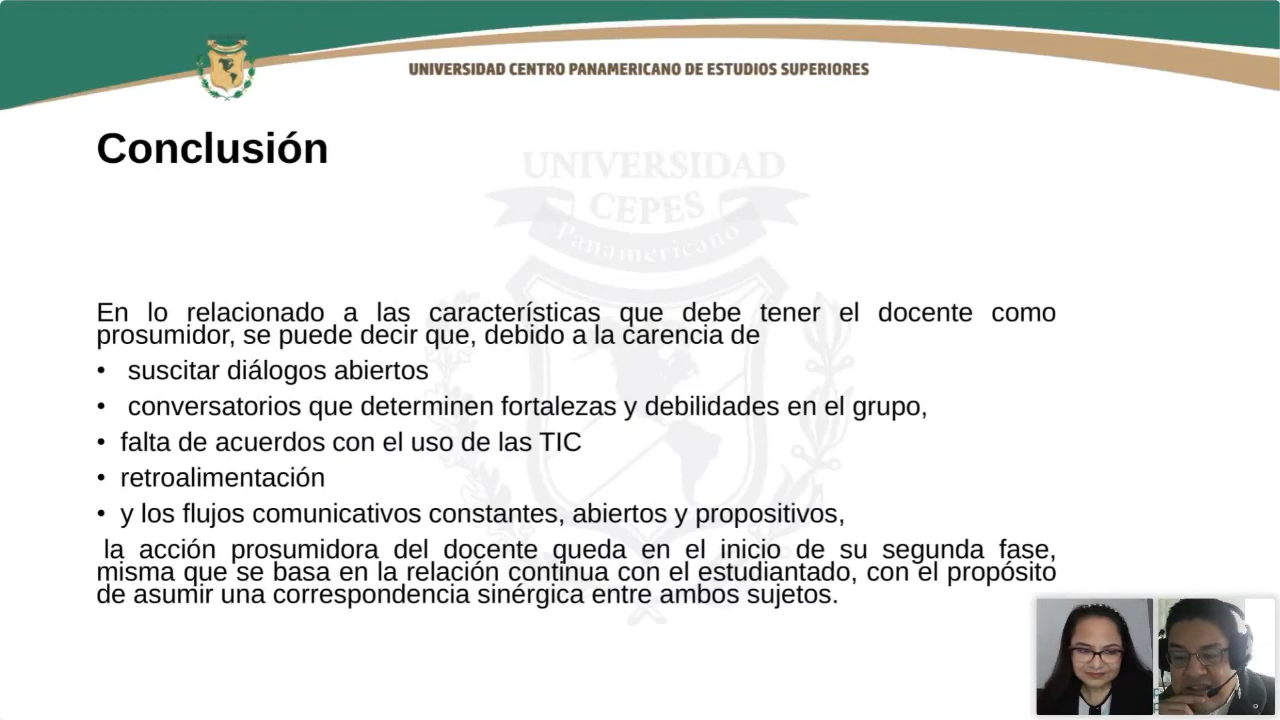 UNIVERSIDAD CENTRO PANAMERICANO DE ESTUDIOS SUPERIORES
Conclusión
UNIVERSIDAD
CEPES
Panamericano
En lo relacionado a las características que debe tener el docente como
prosumidor, se puede decir que, debido a la carencia de
• suscitar diálogos abiertos
• conversatorios que determinen fortalezas y debilidades en el grupo,
• falta de acuerdos con el uso de las TIC
• retroalimentación
• y los flujos comunicativos constantes, abiertos y propositivos,
la acción prosumidora del docente queda en el inicio de su segunda fase,
misma que se basa en la relación continua con el estudiantado, con el propósito
de asumir una correspondencia sinérgica entre ambos sujetos.